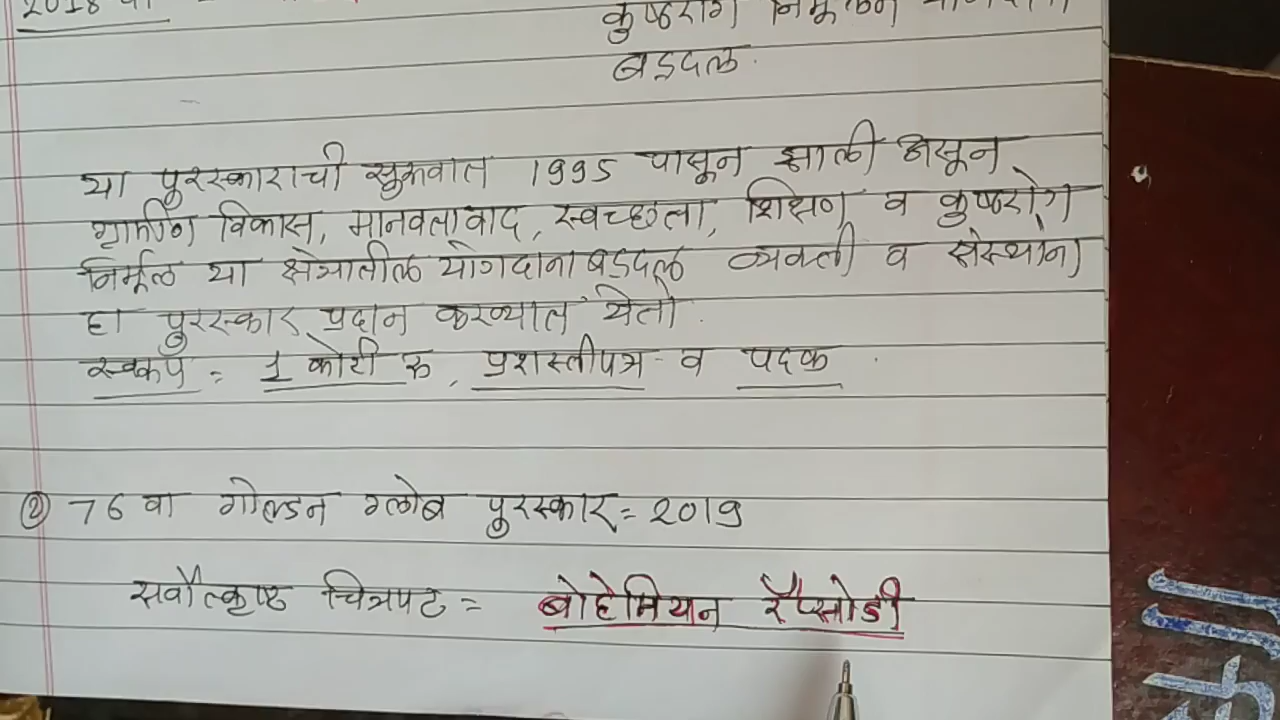 2018
कुष्ठरोग निर्मूलन
बद्दल.
या पुरस्काराची सुरुवात 1995 पासून झाली असून
ग्रामीण विकास, मानवतावाद, स्वच्छता, शिक्षण व कुष्ठरोग
निर्मूल या क्षेत्रातील योगदानाबद्दल व्यक्ती व संस्थांना
हा पुरस्कार प्रदान करण्यात येतो.
स्वरूप = 1 कोटी रु, प्रशस्तीपत्र व पदक.
② 76 वा गोल्डन ग्लोब पुरस्कार = 2019
सर्वोत्कृष्ट चित्रपट = बोहेमियन रॅप्सोडी